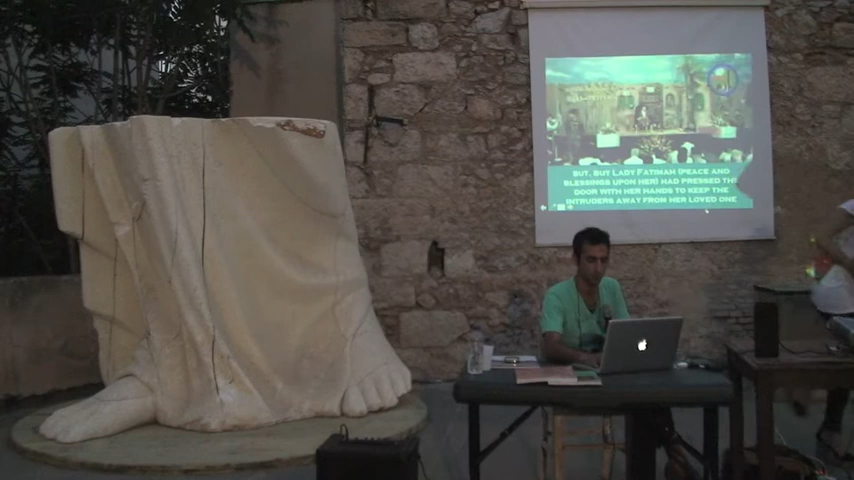 BUT, BUT LADY FATIMAH (PEACE AND
BLESSINGS UPON HER) HAD PRESSED THE
DOOR WITH HER HANDS TO KEEP THE
INTRUDERS AWAY FROM HER LOVED ONE